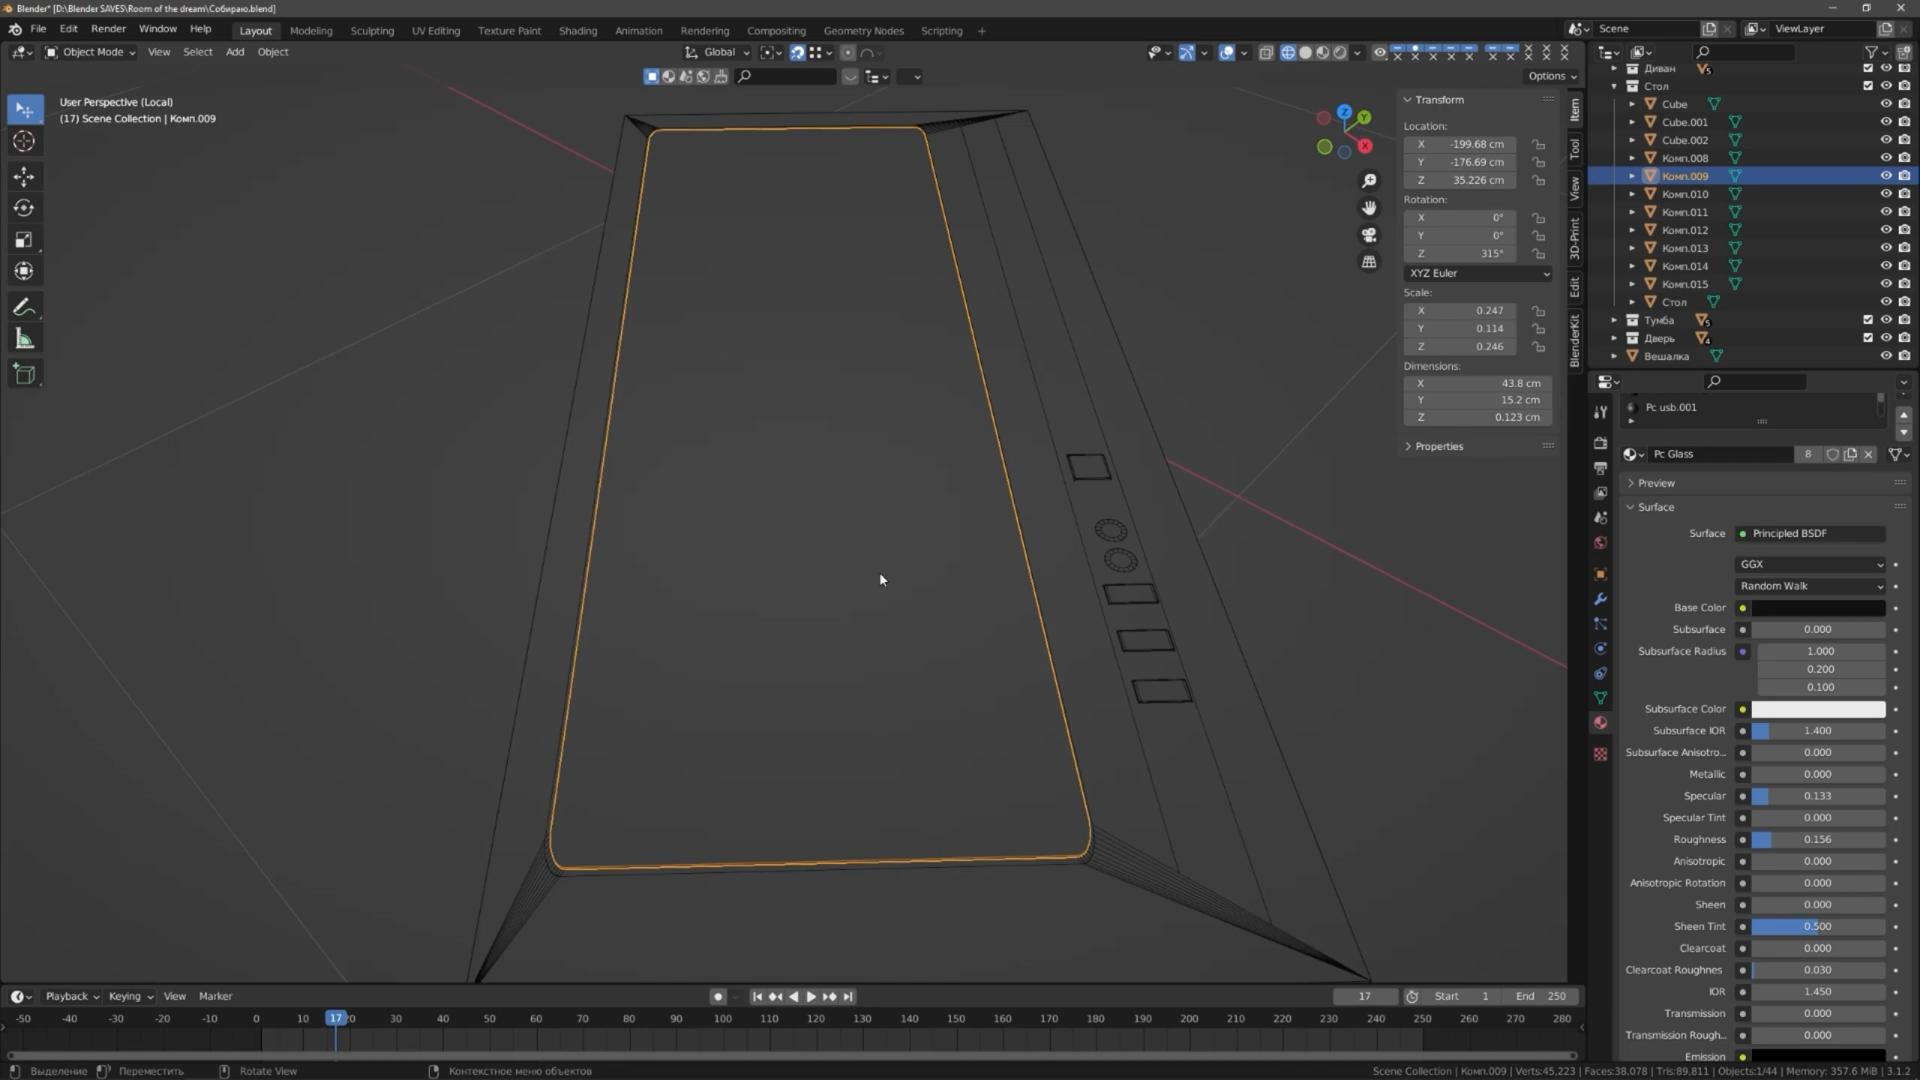 Blender* [D:\Blender SAVES\Room of the dream\Собираю.blend]
File Edit Render Window Help Layout Modeling Sculpting UV Editing Texture Paint Shading Animation Rendering Compositing Geometry Nodes Scripting + Scene ViewLayer
Object Mode View Select Add Object Global
Options
User Perspective (Local)
(17) Scene Collection | Комп.009
Transform
Location:
X -199.68 cm
Y -176.69 cm
Z 35.226 cm
Rotation:
X 0°
Y 0°
Z 315°
XYZ Euler
Scale:
X 0.247
Y 0.114
Z 0.246
Dimensions:
X 43.8 cm
Y 15.2 cm
Z 0.123 cm
Properties
Item
Tool
View
3D-Print
Edit
BlenderKit
Z
Y
X
Диван 5
Стол
Cube
Cube.001
Cube.002
Комп.008
Комп.009
Комп.010
Комп.011
Комп.012
Комп.013
Комп.014
Комп.015
Стол
Тумба 5
Дверь 4
Вешалка
Pc usb.001
Pc Glass 8
Preview
Surface
Surface Principled BSDF
GGX
Random Walk
Base Color
Subsurface 0.000
Subsurface Radius 1.000
0.200
0.100
Subsurface Color
Subsurface IOR 1.400
Subsurface Anisotro... 0.000
Metallic 0.000
Specular 0.133
Specular Tint 0.000
Roughness 0.156
Anisotropic 0.000
Anisotropic Rotation 0.000
Sheen 0.000
Sheen Tint 0.500
Clearcoat 0.000
Clearcoat Roughnes 0.030
IOR 1.450
Transmission 0.000
Transmission Rough... 0.000
Emission
Playback Keying View Marker 17 Start 1 End 250
-50 -40 -30 -20 -10 0 10 17 20 30 40 50 60 70 80 90 100 110 120 130 140 150 160 170 180 190 200 210 220 230 240 250 260 270 280
Выделение Переместить Rotate View Контекстное меню объектов Scene Collection | Комп.009 | Verts:45,223 | Faces:38,078 | Tris:89,811 | Objects:1/44 | Memory: 357.6 MiB | 3.1.2